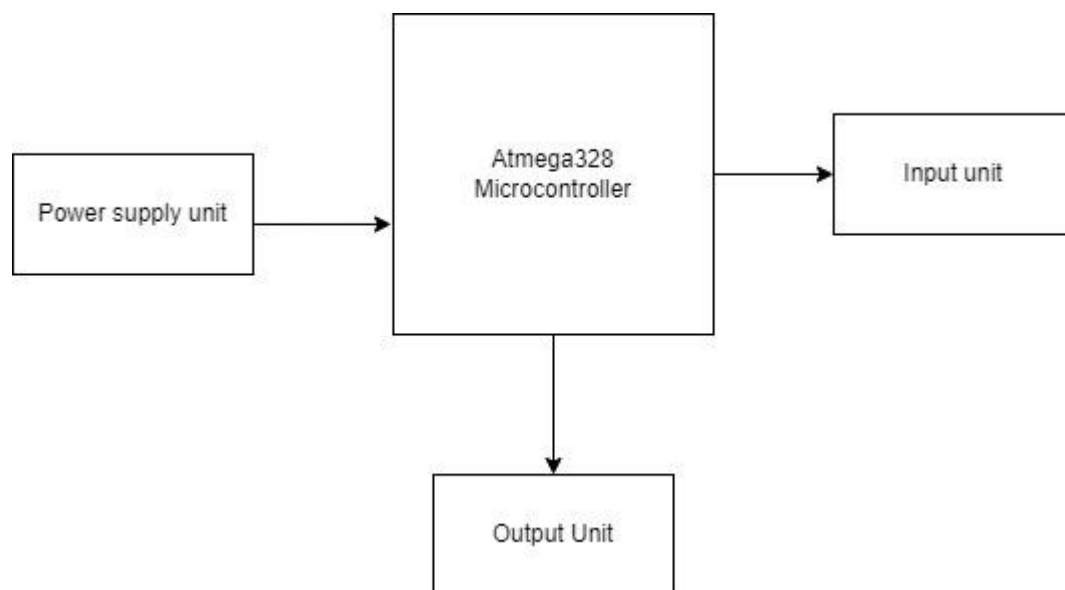 Power supply unit
Atmega328
Microcontroller
Input unit
Output Unit